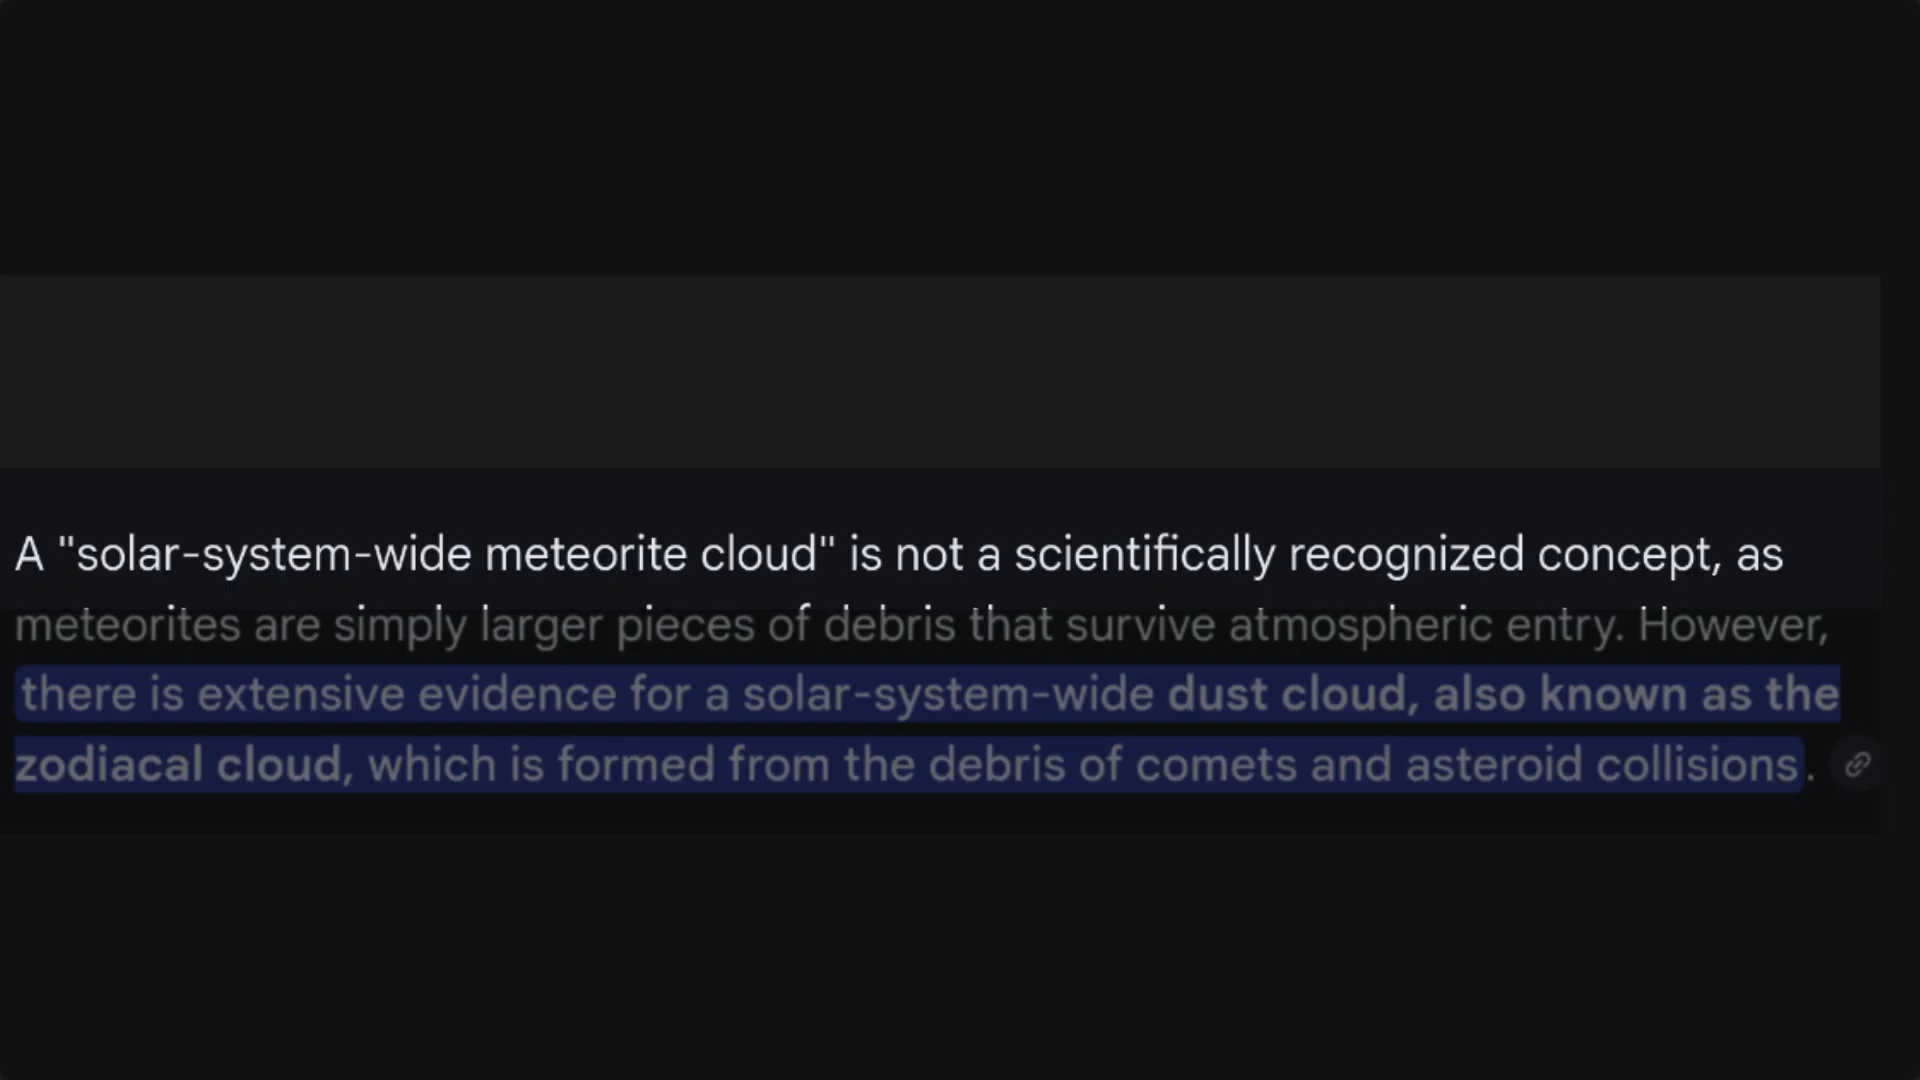 A "solar-system-wide meteorite cloud" is not a scientifically recognized concept, as
meteorites are simply larger pieces of debris that survive atmospheric entry. However,
there is extensive evidence for a solar-system-wide dust cloud, also known as the
zodiacal cloud, which is formed from the debris of comets and asteroid collisions.